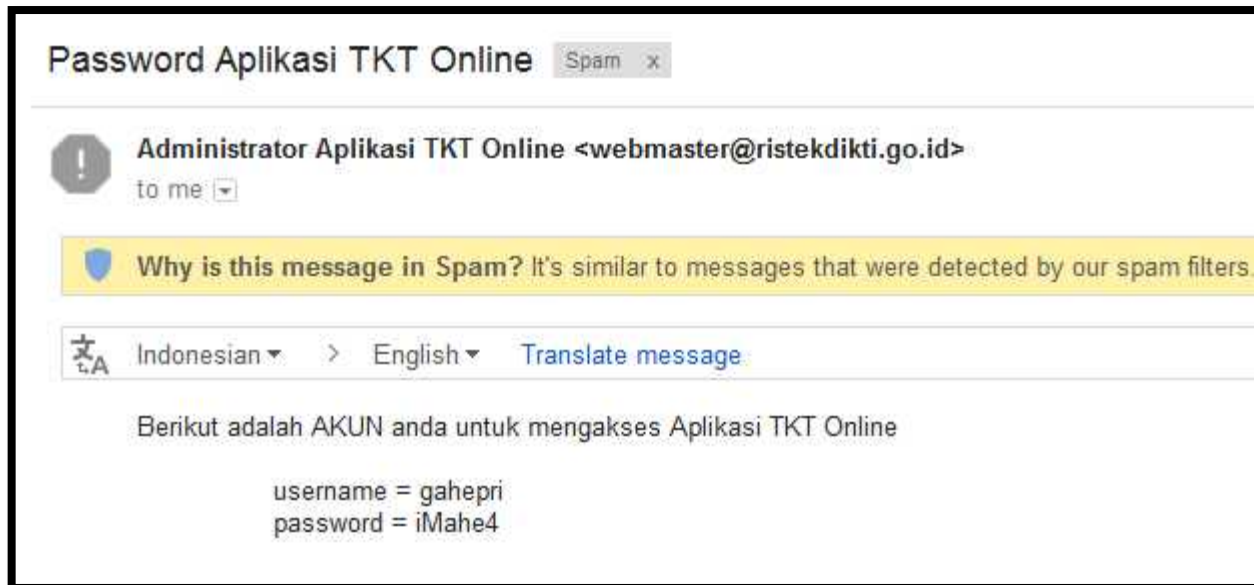 Password Aplikasi TKT Online Spam x
Administrator Aplikasi TKT Online <webmaster@ristekdikti.go.id>
to me
Why is this message in Spam? It's similar to messages that were detected by our spam filters.
文A Indonesian > English Translate message
Berikut adalah AKUN anda untuk mengakses Aplikasi TKT Online
username = gahepri
password = iMahe4